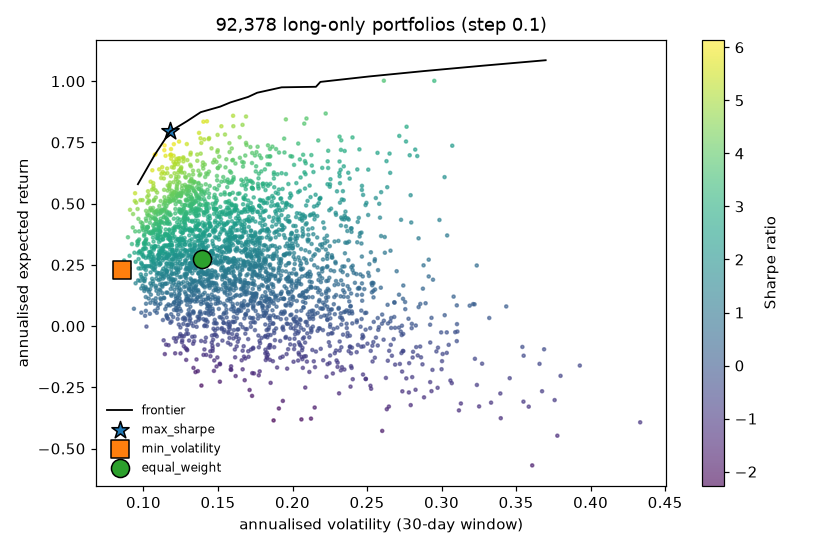 92,378 long-only portfolios (step 0.1)
1.00
0.75
0.50
0.25
0.00
−0.25
−0.50
annualised expected return
frontier
max_sharpe
min_volatility
equal_weight
0.10 0.15 0.20 0.25 0.30 0.35 0.40 0.45
annualised volatility (30-day window)
6
5
4
3
2
1
0
−1
−2
Sharpe ratio